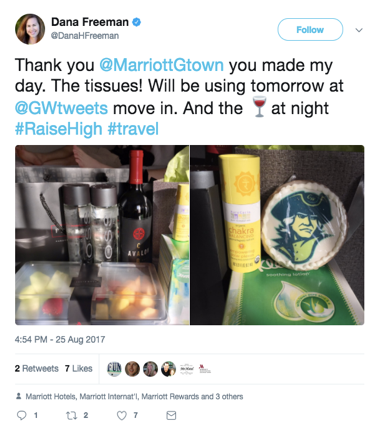 Dana Freeman
@DanaHFreeman
Follow
Thank you @MarriottGtown you made my
day. The tissues! Will be using tomorrow at
@GWtweets move in. And the 🍷 at night
#RaiseHigh #travel
AVALON
chakra
4:54 PM - 25 Aug 2017
2 Retweets 7 Likes
Marriott Hotels, Marriott Internat'l, Marriott Rewards and 3 others
1 2 7